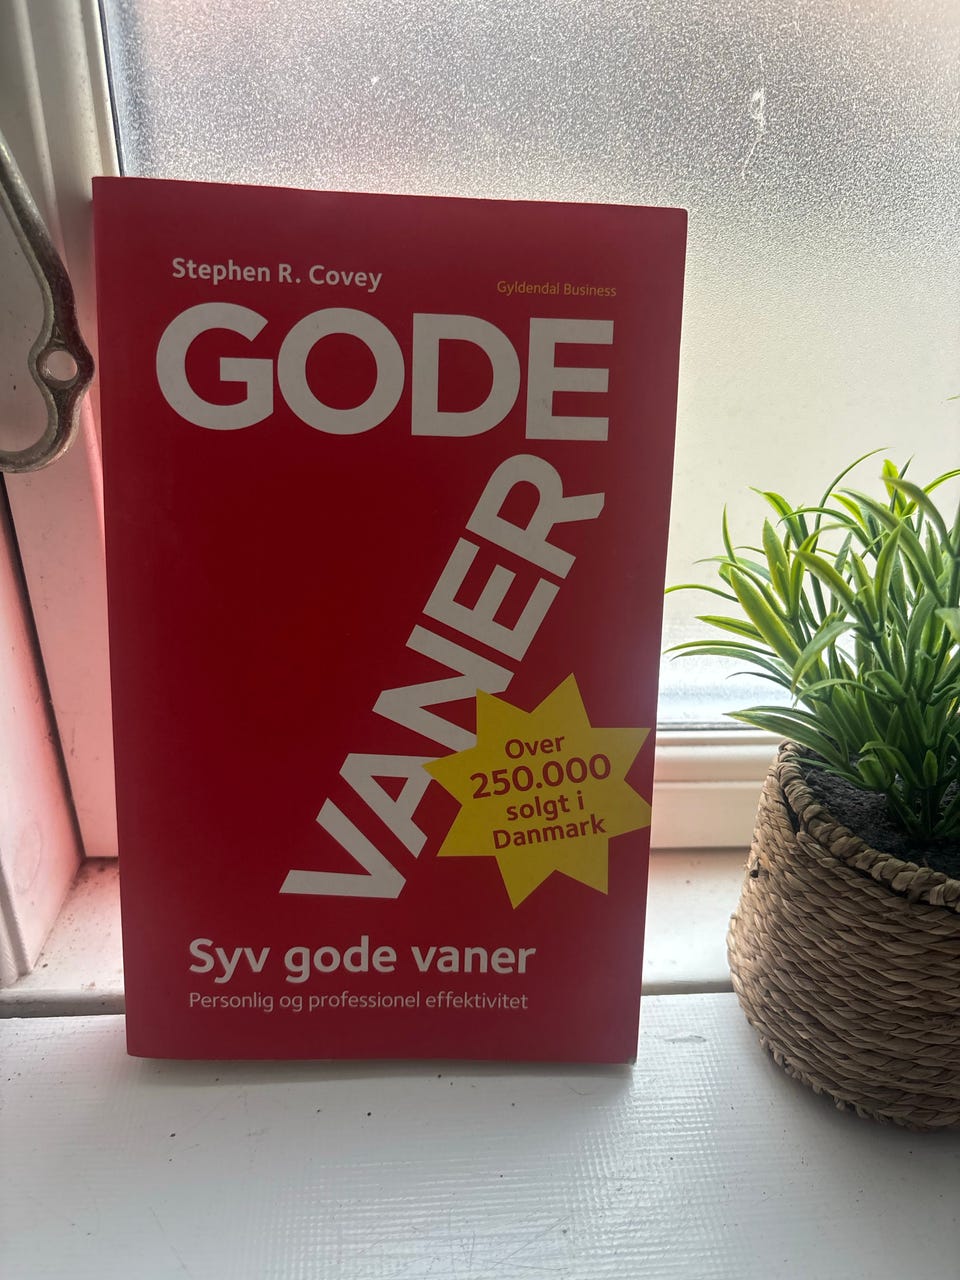 Stephen R. Covey
Gyldendal Business
GODE
VANER
Over
250.000
solgt i
Danmark
Syv gode vaner
Personlig og professionel effektivitet